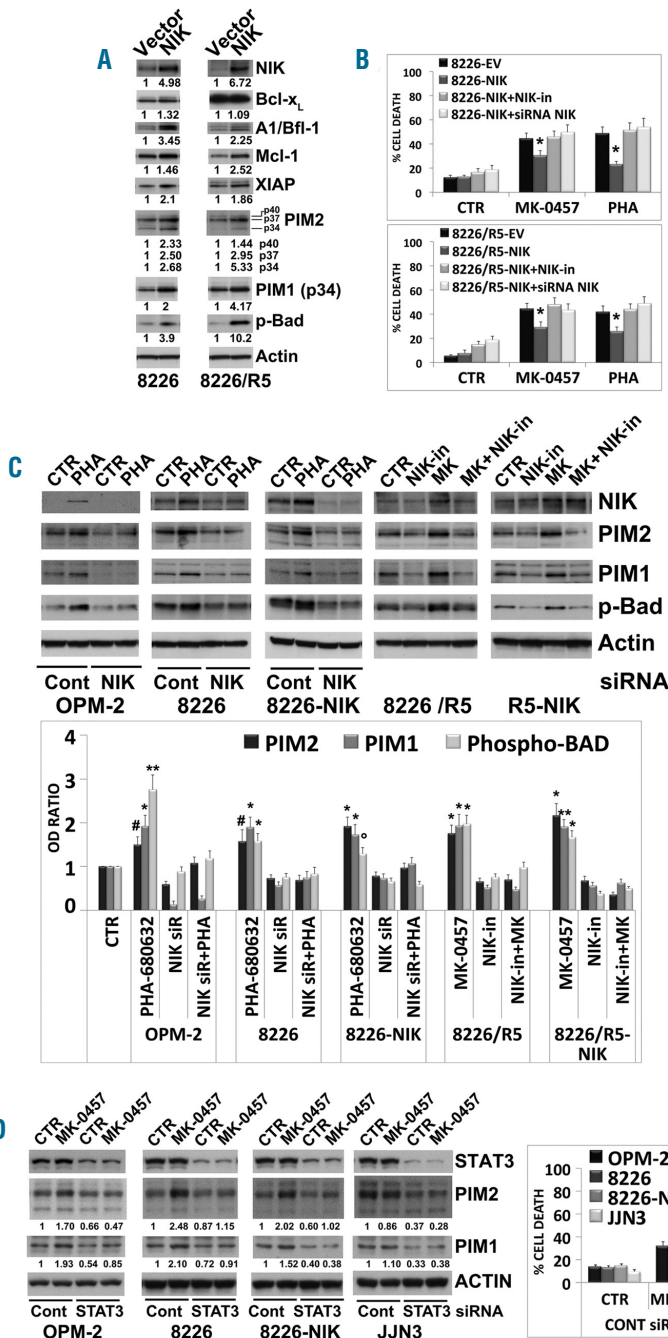 A
Vector NIK Vector NIK
NIK
1 4.98 1 6.72
Bcl-xL
1 1.32 1 1.09
A1/Bfl-1
1 3.45 1 2.25
Mcl-1
1 1.46 1 2.52
XIAP
1 2.1 1 1.86
p40
p37 PIM2
p34
1 2.33 1 1.44 p40
1 2.50 1 2.95 p37
1 2.68 1 5.33 p34
PIM1 (p34)
1 2 1 4.17
p-Bad
1 3.9 1 10.2
Actin
8226 8226/R5
B
% CELL DEATH
100
80
60
40
20
0
8226-EV
8226-NIK
8226-NIK+NIK-in
8226-NIK+siRNA NIK
* *
CTR MK-0457 PHA
% CELL DEATH
100
80
60
40
20
0
8226/R5-EV
8226/R5-NIK
8226/R5-NIK+NIK-in
8226/R5-NIK+siRNA NIK
* *
CTR MK-0457 PHA
C
CTR PHA CTR PHA CTR PHA CTR PHA CTR PHA CTR PHA CTR NIK-in MK MK+NIK-in CTR NIK-in MK MK+NIK-in
NIK
PIM2
PIM1
p-Bad
Actin
Cont NIK Cont NIK Cont NIK siRNA
OPM-2 8226 8226-NIK 8226 /R5 R5-NIK
OD RATIO
4
3
2
1
0
PIM2 PIM1 Phospho-BAD
# * ** # * * * * ° * * * * ** *
CTR PHA-680632 NIK siR NIK siR+PHA PHA-680632 NIK siR NIK siR+PHA PHA-680632 NIK siR NIK siR+PHA MK-0457 NIK-in NIK-in+MK MK-0457 NIK-in NIK-in+MK
OPM-2 8226 8226-NIK 8226/R5 8226/R5-
NIK
CTR MK-0457 CTR MK-0457 CTR MK-0457 CTR MK-0457 CTR MK-0457 CTR MK-0457 CTR MK-0457 CTR MK-0457
STAT3
PIM2
1 1.70 0.66 0.47 1 2.48 0.87 1.15 1 2.02 0.60 1.02 1 0.86 0.37 0.28
PIM1
1 1.93 0.54 0.85 1 2.10 0.72 0.91 1 1.52 0.40 0.38 1 1.10 0.33 0.38
ACTIN
Cont STAT3 Cont STAT3 Cont STAT3 Cont STAT3 siRNA
OPM-2 8226 8226-NIK JJN3
% CELL DEATH
100
80
60
40
20
0
OPM-2
8226
8226-N
JJN3
CTR M
CONT siR